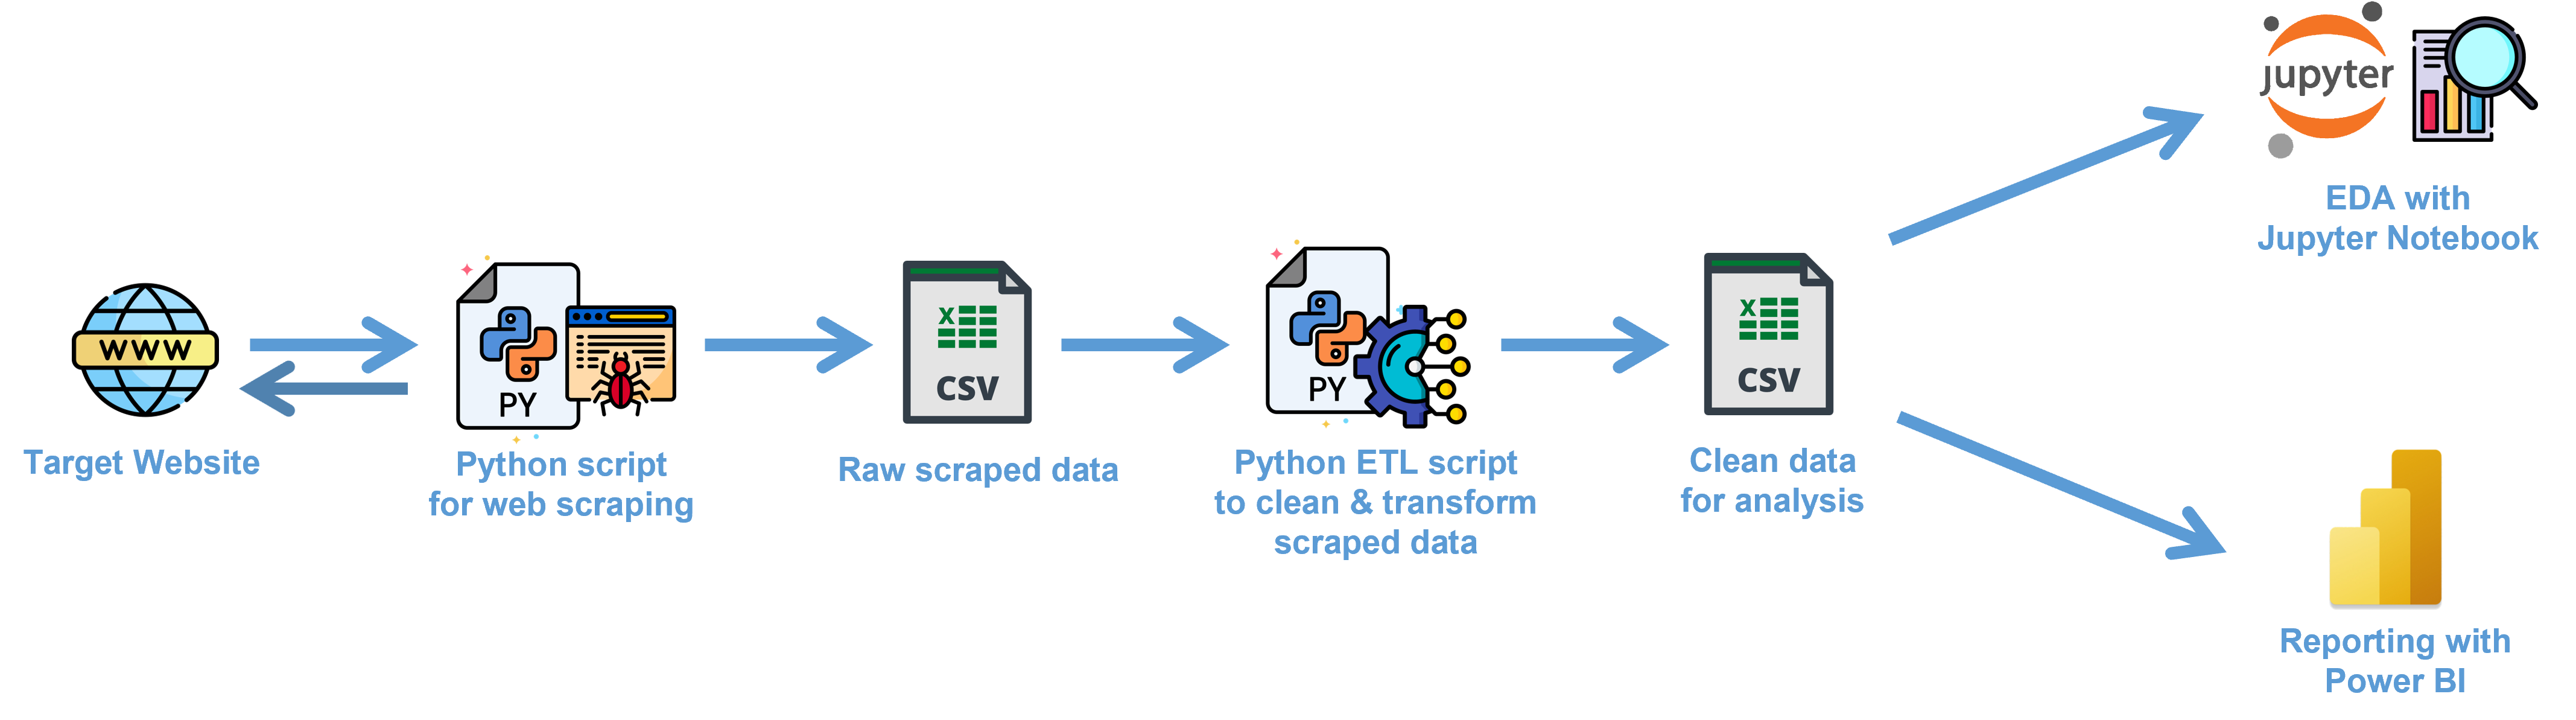 WWW
Target Website
PY
Python script
for web scraping
X
CSV
Raw scraped data
PY
Python ETL script
to clean & transform
scraped data
X
CSV
Clean data
for analysis
jupyter
EDA with
Jupyter Notebook
Reporting with
Power BI